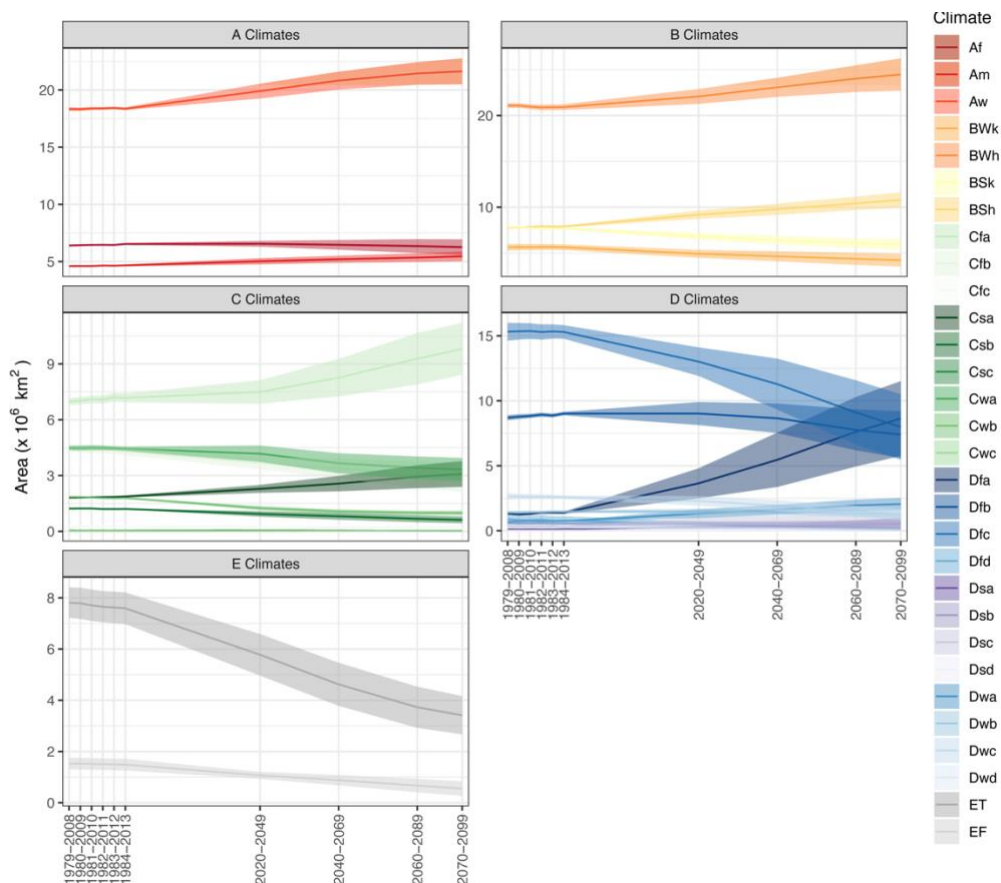 A Climates
20
15
10
5
B Climates
20
10
C Climates
9
6
3
0
D Climates
15
10
5
0
E Climates
8
6
4
2
0
Area (x 10⁶ km²)
1979–2008
1980–2009
1981–2010
1982–2011
1983–2012
1984–2013
2020–2049
2040–2069
2060–2089
2070–2099
1979–2008
1980–2009
1981–2010
1982–2011
1983–2012
1984–2013
2020–2049
2040–2069
2060–2089
2070–2099
Climate
Af
Am
Aw
BWk
BWh
BSk
BSh
Cfa
Cfb
Cfc
Csa
Csb
Csc
Cwa
Cwb
Cwc
Dfa
Dfb
Dfc
Dfd
Dsa
Dsb
Dsc
Dsd
Dwa
Dwb
Dwc
Dwd
ET
EF